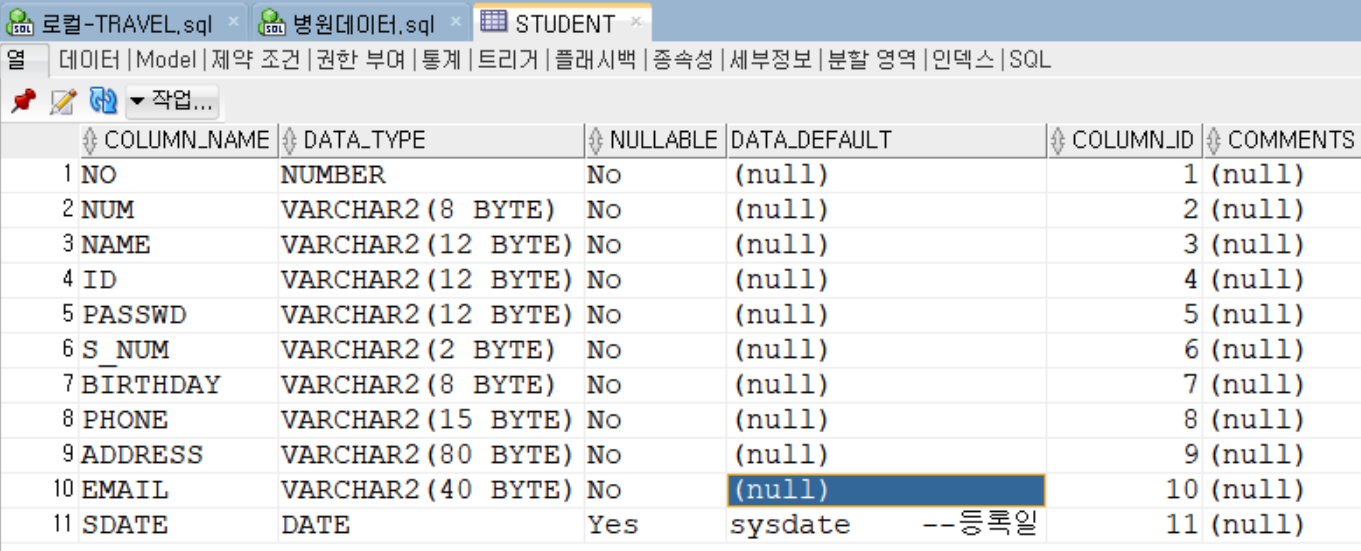 로컬-TRAVEL.sql × 병원데이터.sql × STUDENT ×
열 데이터 | Model | 제약 조건 | 권한 부여 | 통계 | 트리거 | 플래시백 | 종속성 | 세부정보 | 분할 영역 | 인덱스 | SQL
작업...
COLUMN_NAME DATA_TYPE NULLABLE DATA_DEFAULT COLUMN_ID COMMENTS
1 NO NUMBER No (null) 1 (null)
2 NUM VARCHAR2(8 BYTE) No (null) 2 (null)
3 NAME VARCHAR2(12 BYTE) No (null) 3 (null)
4 ID VARCHAR2(12 BYTE) No (null) 4 (null)
5 PASSWD VARCHAR2(12 BYTE) No (null) 5 (null)
6 S_NUM VARCHAR2(2 BYTE) No (null) 6 (null)
7 BIRTHDAY VARCHAR2(8 BYTE) No (null) 7 (null)
8 PHONE VARCHAR2(15 BYTE) No (null) 8 (null)
9 ADDRESS VARCHAR2(80 BYTE) No (null) 9 (null)
10 EMAIL VARCHAR2(40 BYTE) No (null) 10 (null)
11 SDATE DATE Yes sysdate --등록일 11 (null)